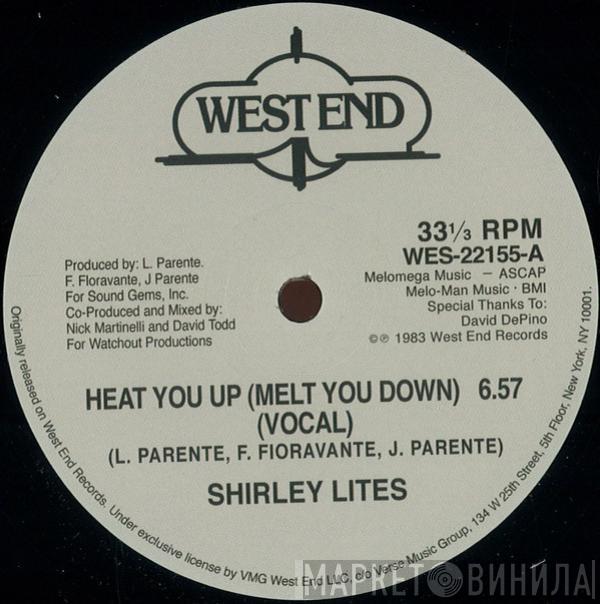 WEST END
33 1/3 RPM
WES-22155-A
Melomega Music – ASCAP
Melo-Man Music · BMI
Special Thanks To:
David DePino
© ℗ 1983 West End Records
Produced by: L. Parente.
F. Floravante, J Parente
For Sound Gems, Inc.
Co-Produced and Mixed by:
Nick Martinelli and David Todd
For Watchout Productions
HEAT YOU UP (MELT YOU DOWN) 6.57
(VOCAL)
(L. PARENTE, F. FIORAVANTE, J. PARENTE)
SHIRLEY LITES
Originally released on West End Records. Under exclusive license by VMG West End LLC, c/o Verse Music Group, 134 W 25th Street, 5th Floor, New York, NY 10001.
МАРКЕТ ВИНИЛА